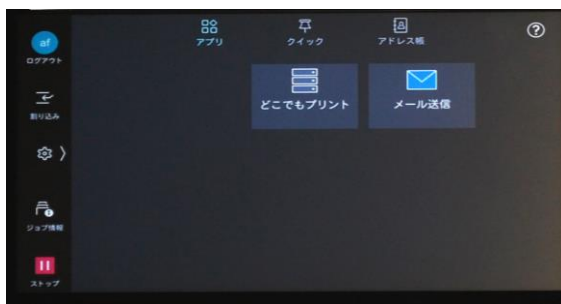 アプリ
クイック
アドレス帳
?
af
ログアウト
割り込み
どこでもプリント
メール送信
ジョブ情報
ストップ